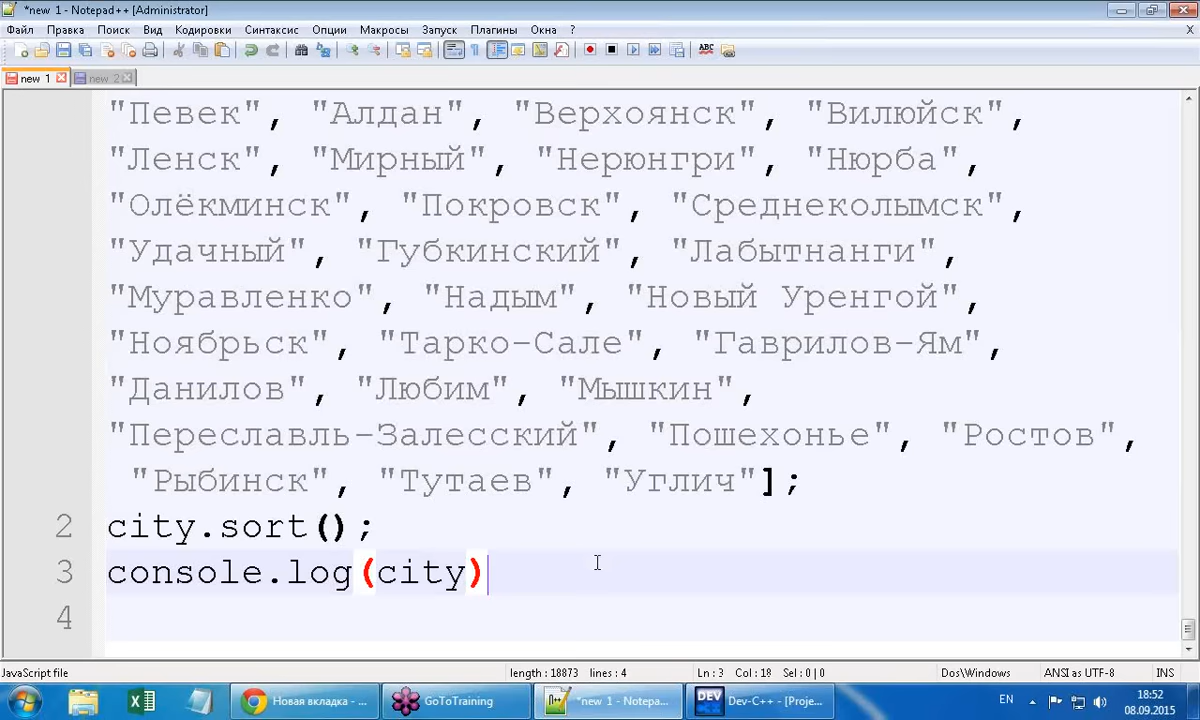 *new 1 - Notepad++ [Administrator]
Файл Правка Поиск Вид Кодировки Синтаксис Опции Макросы Запуск Плагины Окна ? X
ABC
new 1 new 2
"Певек", "Алдан", "Верхоянск", "Вилюйск",
"Ленск", "Мирный", "Нерюнгри", "Нюрба",
"Олёкминск", "Покровск", "Среднеколымск",
"Удачный", "Губкинский", "Лабытнанги",
"Муравленко", "Надым", "Новый Уренгой",
"Ноябрьск", "Тарко-Сале", "Гаврилов-Ям",
"Данилов", "Любим", "Мышкин",
"Переславль-Залесский", "Пошехонье", "Ростов",
"Рыбинск", "Тутаев", "Углич"];
2 city.sort();
3 console.log(city)
4
JavaScript file length : 18873 lines : 4 Ln : 3 Col : 18 Sel : 0 | 0 Dos\Windows ANSI as UTF-8 INS
Новая вкладка - ... GoToTraining *new 1 - Notepa... DEV Dev-C++ - [Proje... EN 18:52
08.09.2015